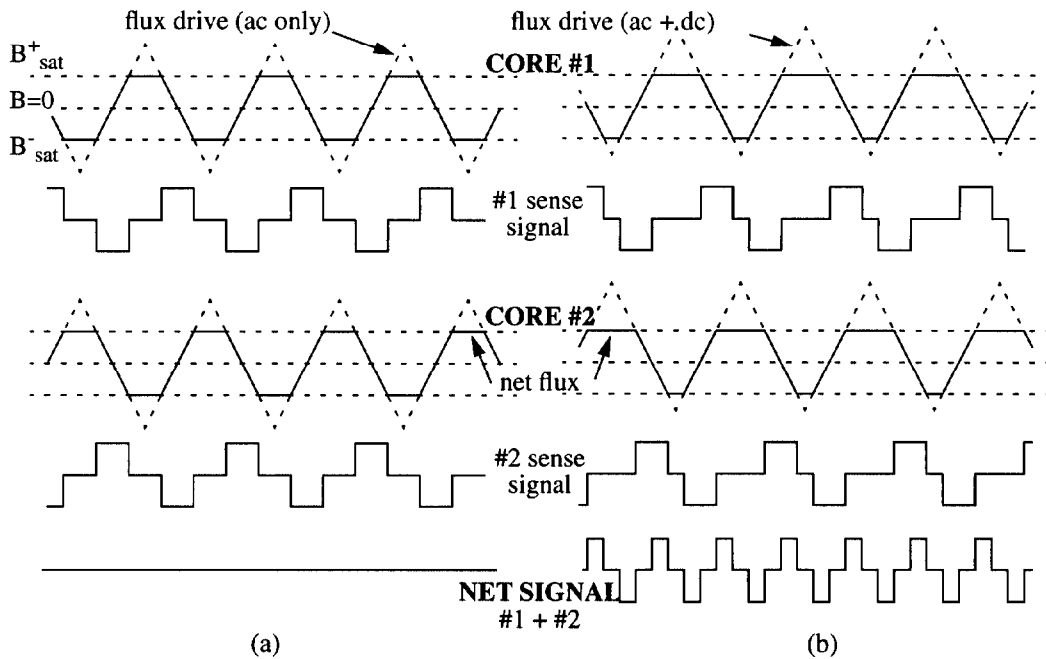 flux drive (ac only)
flux drive (ac + dc)
B+sat
CORE #1
B=0
B-sat
#1 sense
signal
CORE #2
net flux
#2 sense
signal
NET SIGNAL
#1 + #2
(a)
(b)